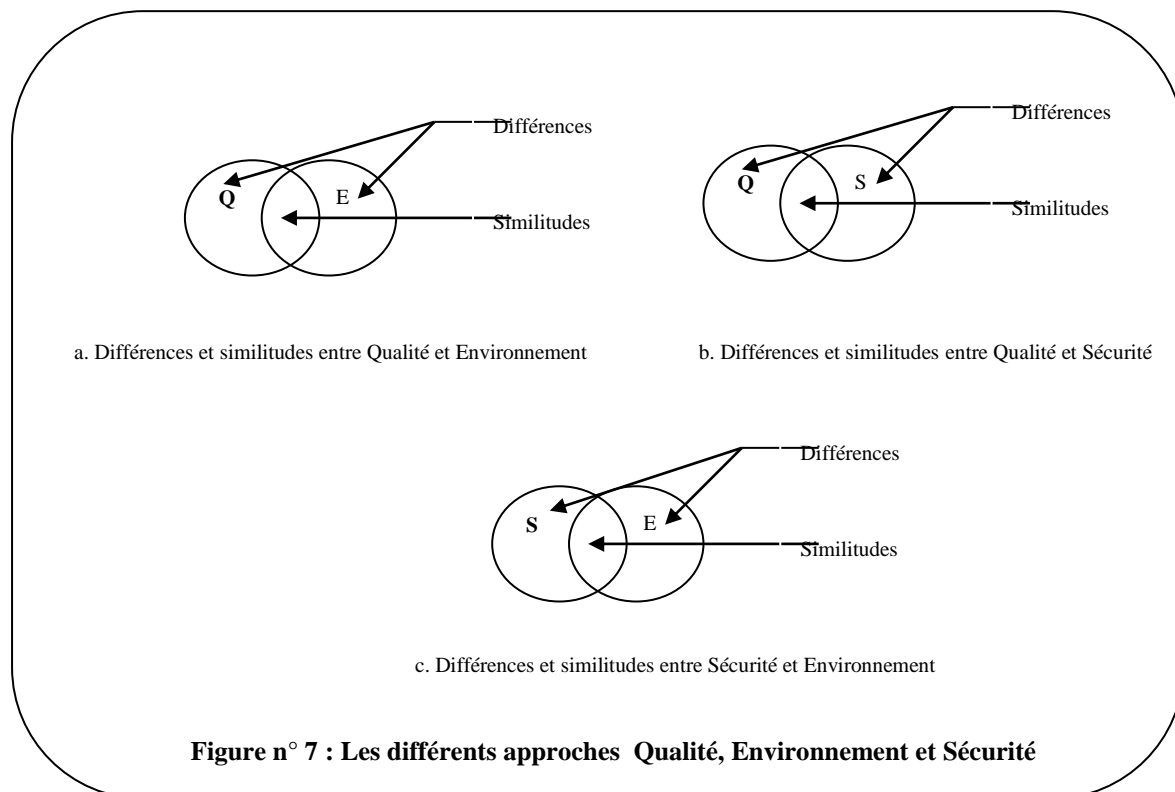 Différences
Q
E
Similitudes
a. Différences et similitudes entre Qualité et Environnement
Différences
Q
S
Similitudes
b. Différences et similitudes entre Qualité et Sécurité
Différences
S
E
Similitudes
c. Différences et similitudes entre Sécurité et Environnement
Figure n° 7 : Les différents approches Qualité, Environnement et Sécurité